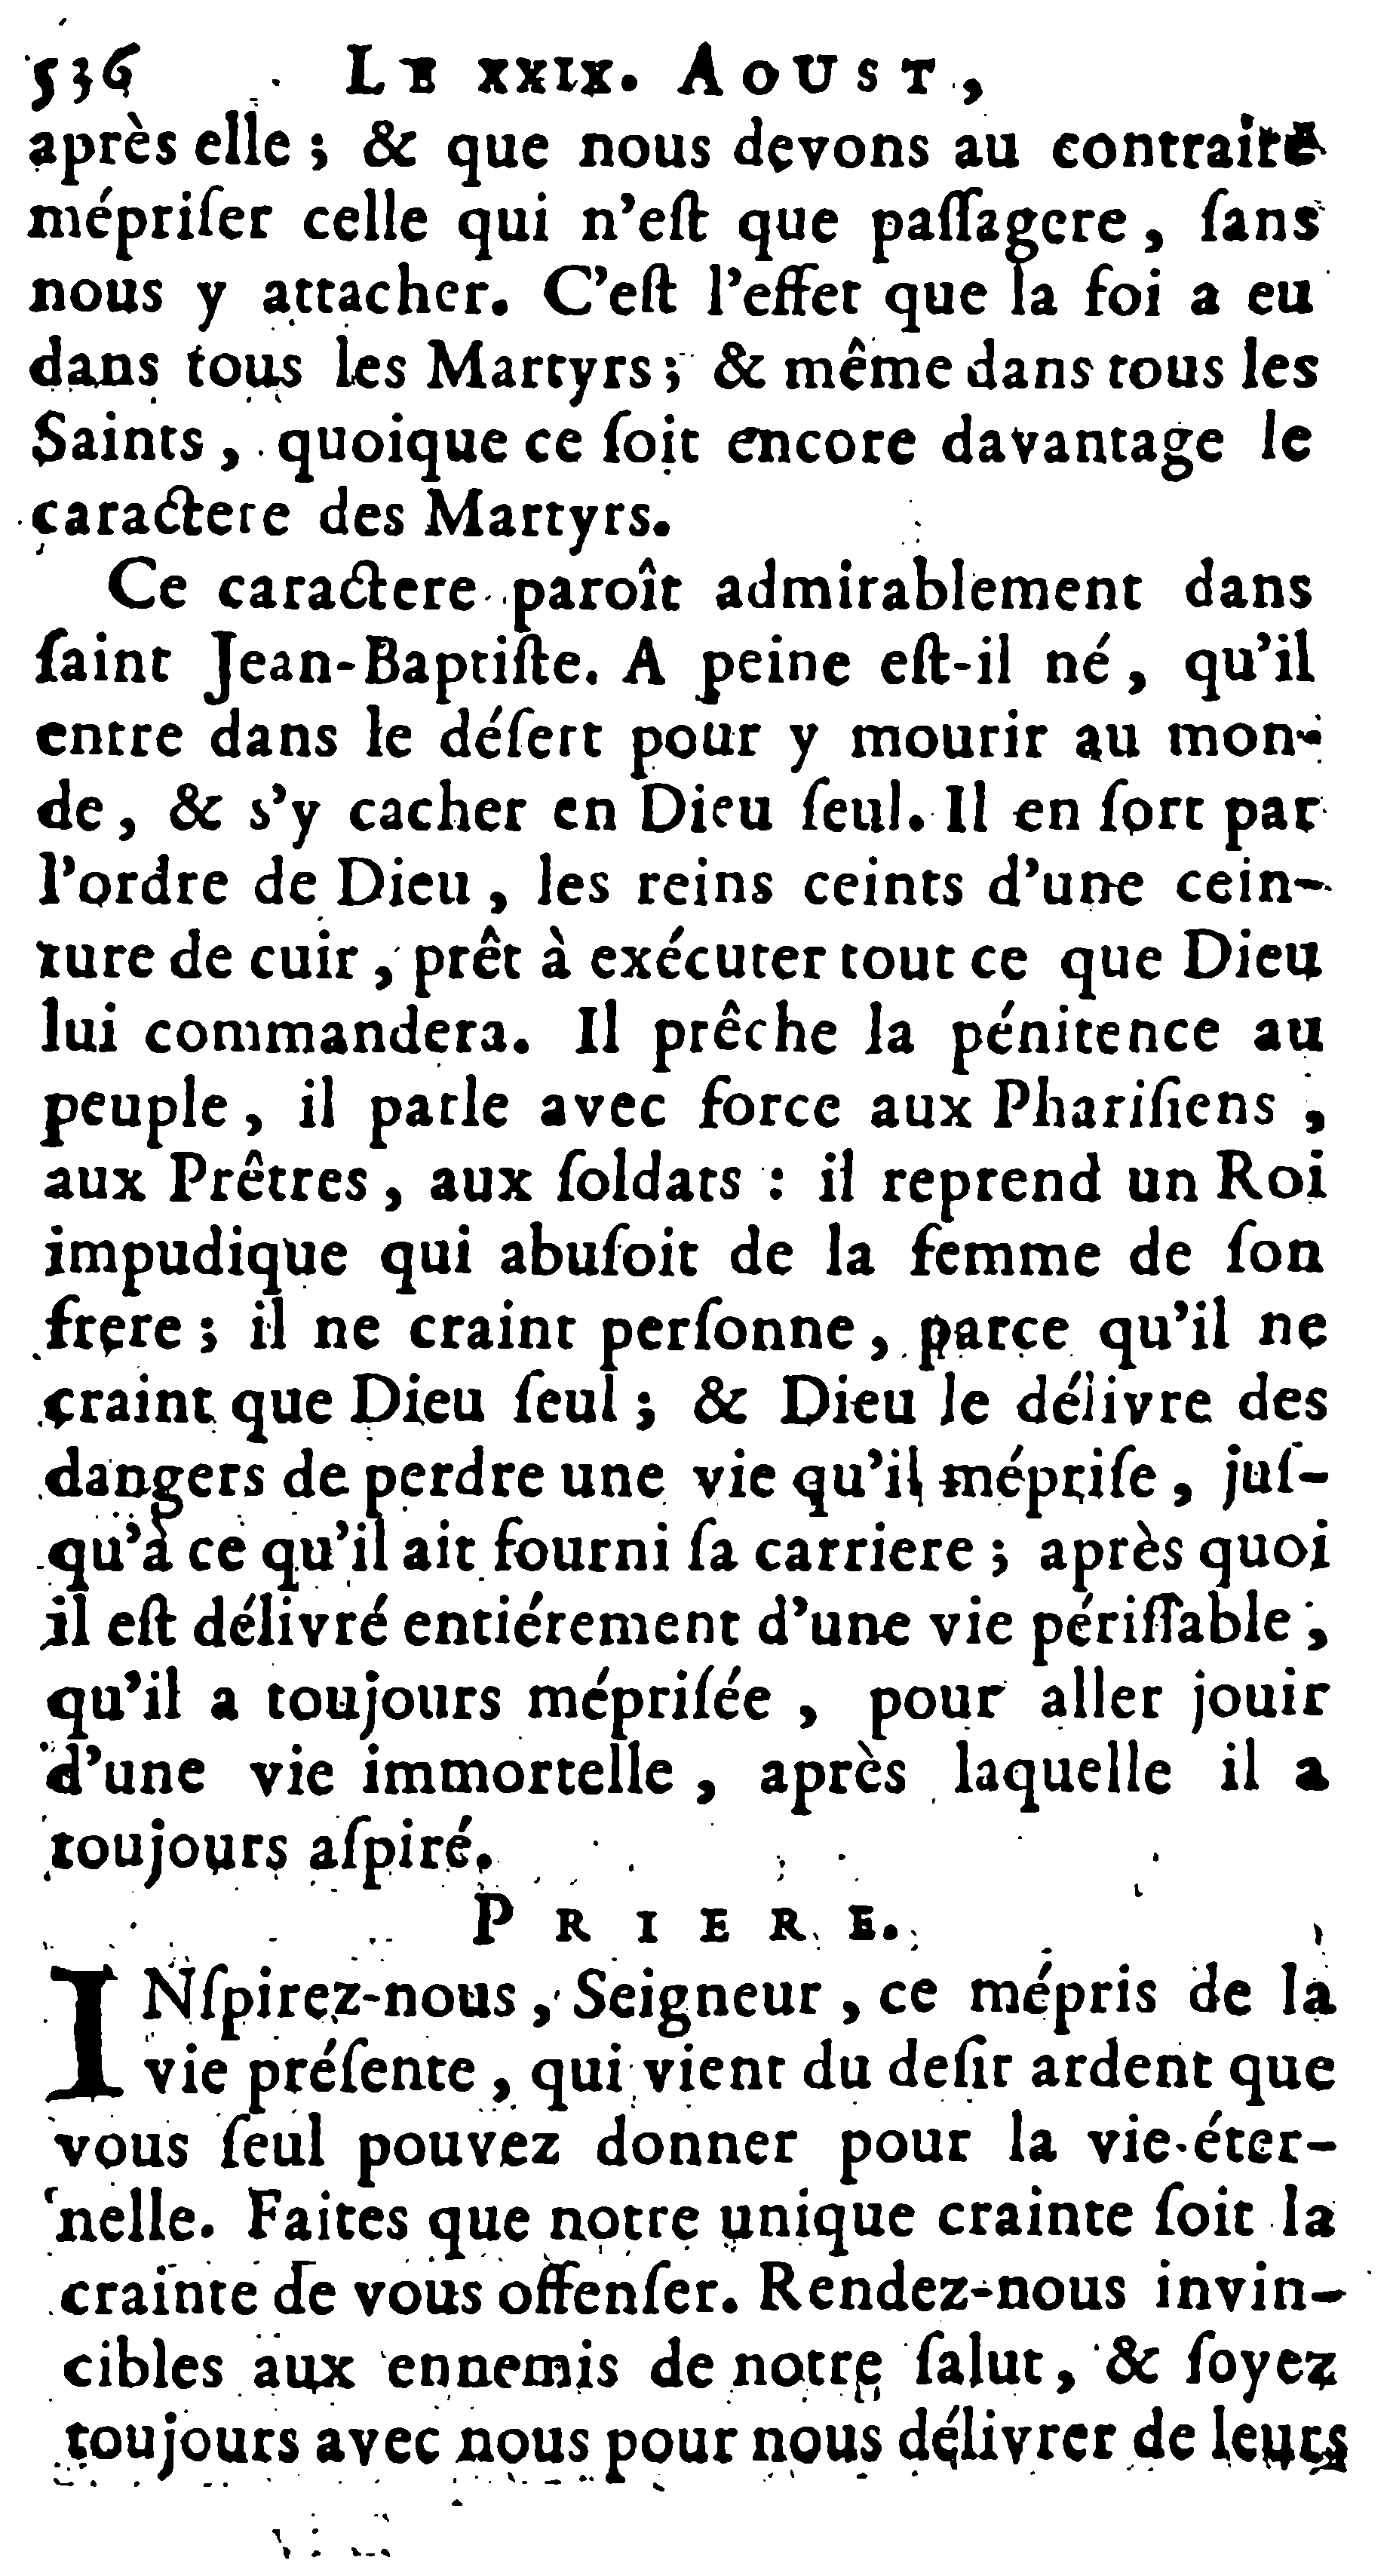 536 LE XXIX. AOUST,
après elle ; & que nous devons au contraire
mépriſer celle qui n'eſt que paſſagere, ſans
nous y attacher. C'eſt l'effet que la foi a eu
dans tous les Martyrs ; & même dans tous les
Saints, quoique ce ſoit encore davantage le
caractere des Martyrs.
Ce caractere paroît admirablement dans
ſaint Jean-Baptiſte. A peine eſt-il né, qu'il
entre dans le déſert pour y mourir au mon-
de, & s'y cacher en Dieu ſeul. Il en ſort par
l'ordre de Dieu, les reins ceints d'une cein-
ture de cuir, prêt à exécuter tout ce que Dieu
lui commandera. Il prêche la pénitence au
peuple, il parle avec force aux Phariſiens,
aux Prêtres, aux ſoldats : il reprend un Roi
impudique qui abuſoit de la femme de ſon
frere ; il ne craint perſonne, parce qu'il ne
craint que Dieu ſeul ; & Dieu le délivre des
dangers de perdre une vie qu'il mépriſe, juſ-
qu'à ce qu'il ait fourni ſa carriere ; après quoi
il eſt délivré entiérement d'une vie périſſable,
qu'il a toujours mépriſée, pour aller jouir
d'une vie immortelle, après laquelle il a
toujours aſpiré.
PRIERE.
INſpirez-nous, Seigneur, ce mépris de la
vie préſente, qui vient du deſir ardent que
vous ſeul pouvez donner pour la vie éter-
nelle. Faites que notre unique crainte ſoit la
crainte de vous offenſer. Rendez-nous invin-
cibles aux ennemis de notre ſalut, & ſoyez
toujours avec nous pour nous délivrer de leurs